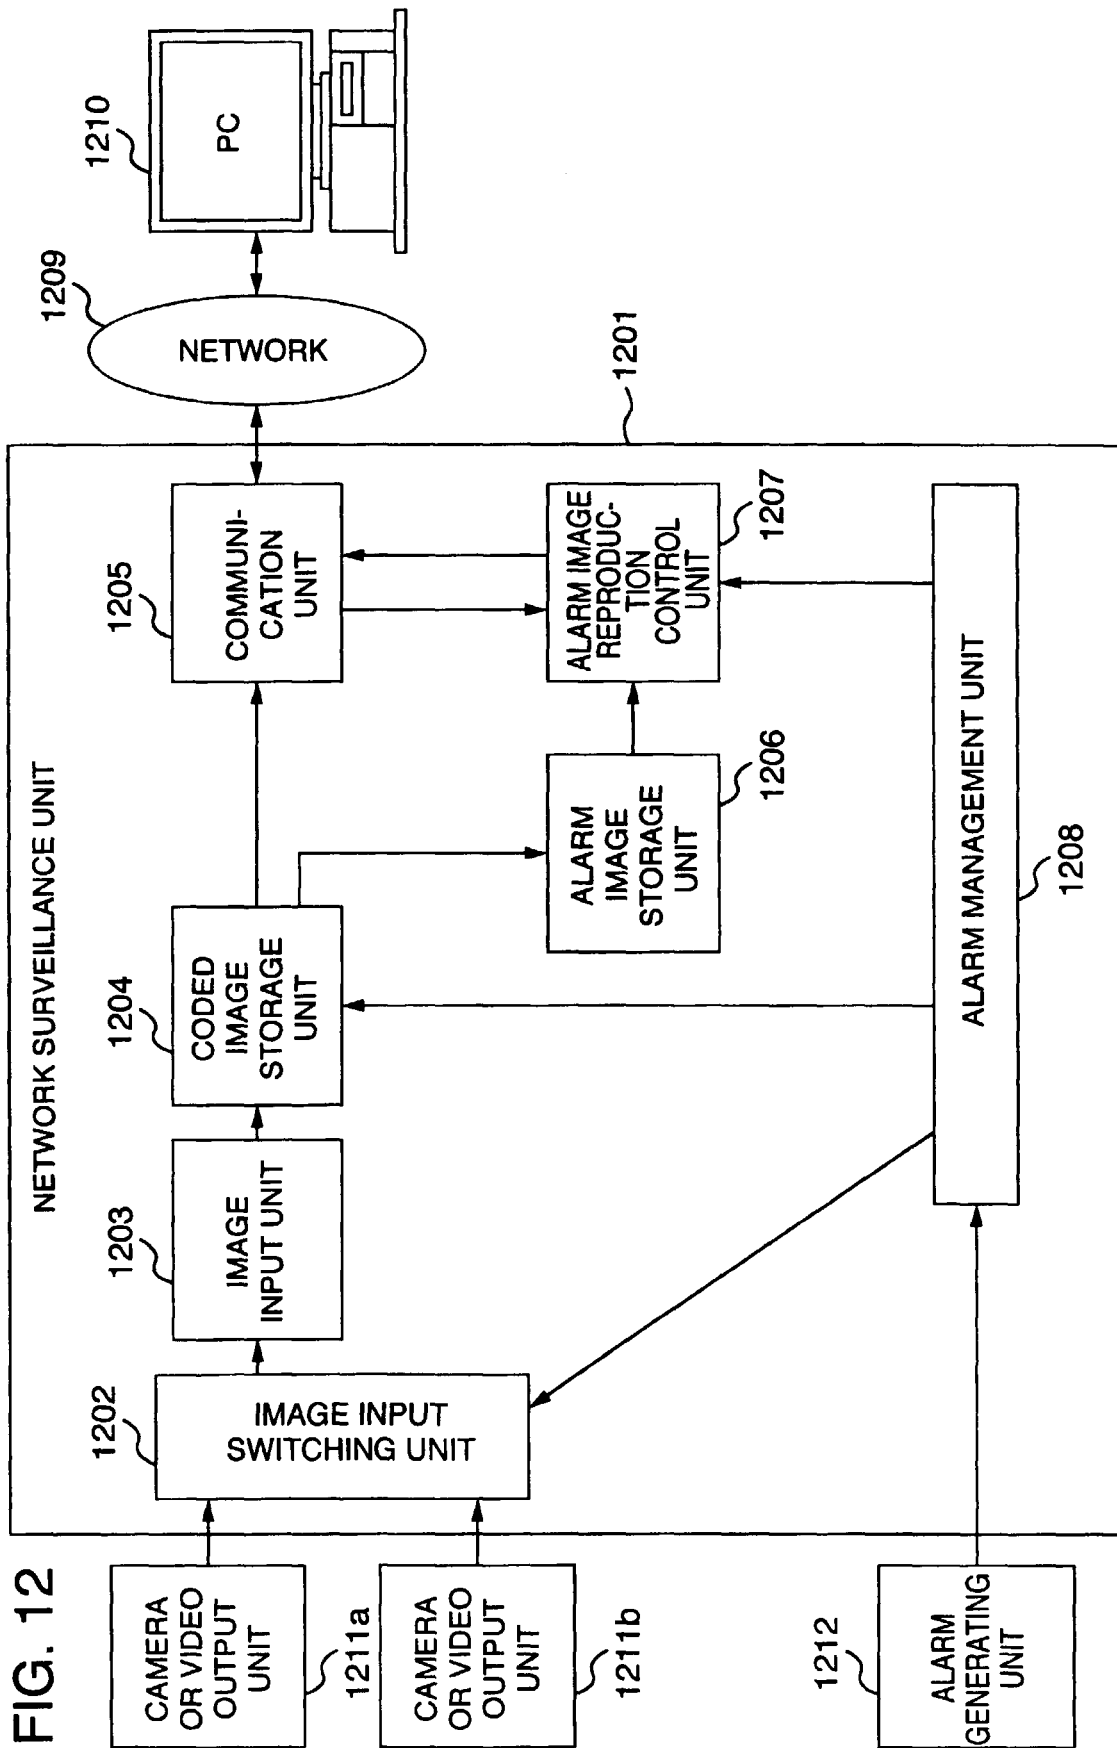 FIG. 12
NETWORK SURVEILLANCE UNIT
1201
CAMERA
OR VIDEO
OUTPUT
UNIT
1211a
CAMERA
OR VIDEO
OUTPUT
UNIT
1211b
ALARM
GENERATING
UNIT
1212
1202
IMAGE INPUT
SWITCHING UNIT
1203
IMAGE
INPUT UNIT
1204
CODED
IMAGE
STORAGE
UNIT
1205
COMMUNI-
CATION
UNIT
ALARM
IMAGE
STORAGE
UNIT
1206
ALARM IMAGE
REPRODUC-
TION
CONTROL
UNIT
1207
ALARM MANAGEMENT UNIT
1208
1209
NETWORK
1210
PC